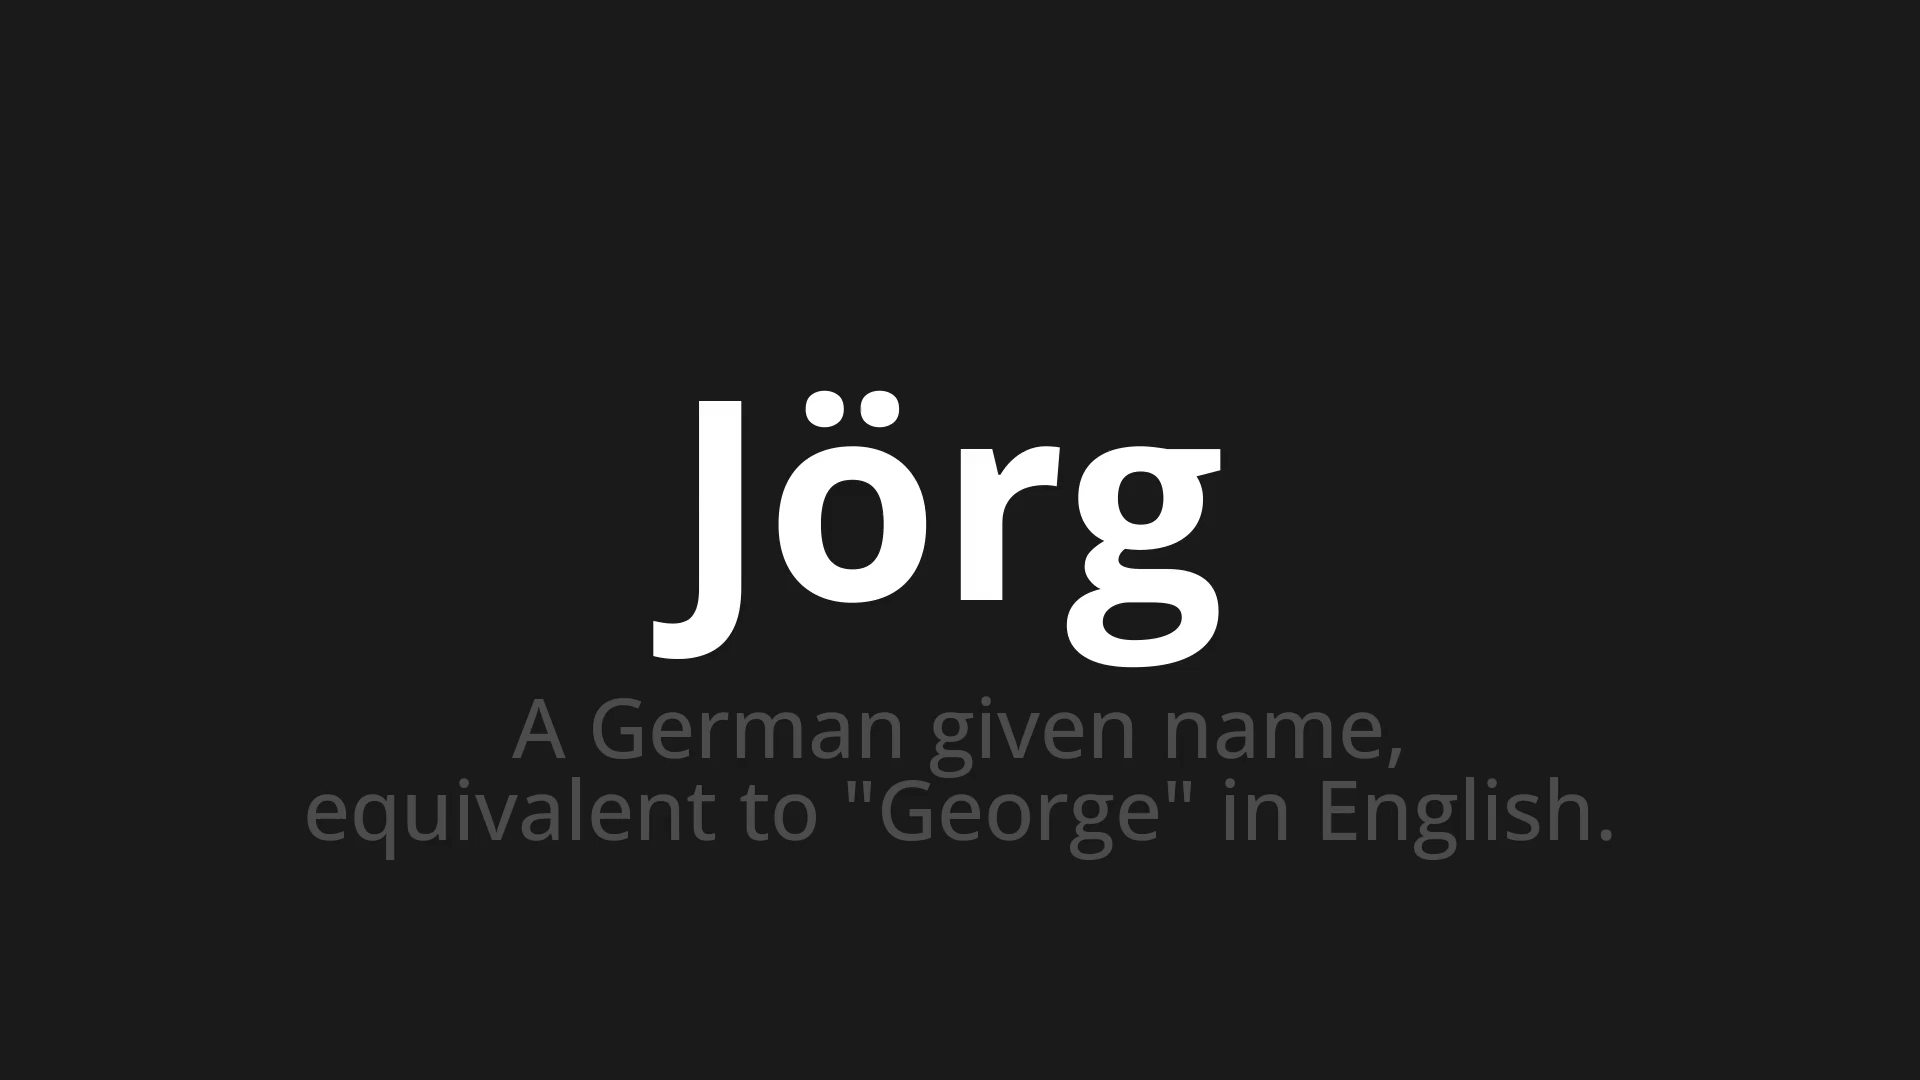 Jörg
A German given name,
equivalent to "George" in English.